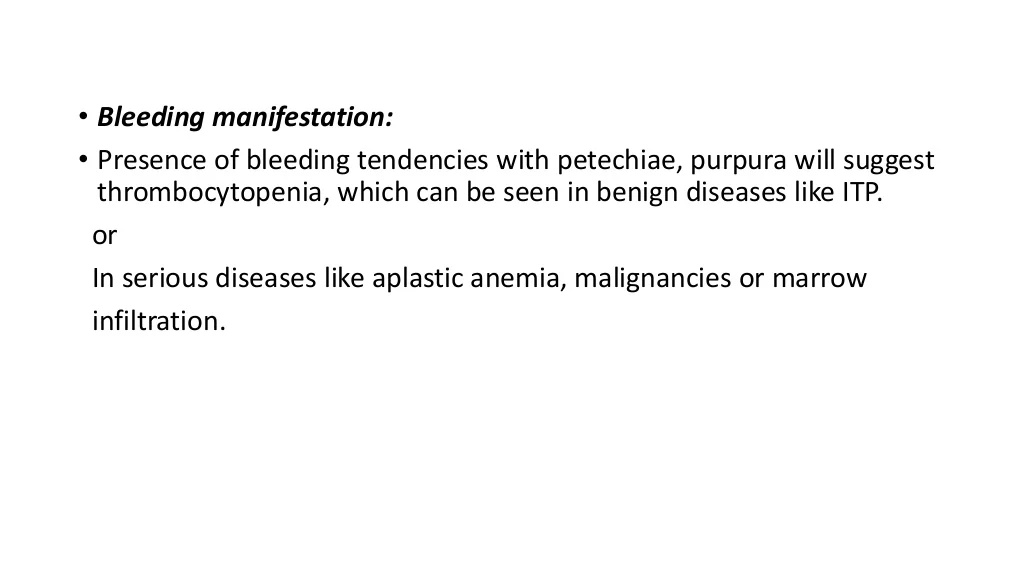 • Bleeding manifestation:
• Presence of bleeding tendencies with petechiae, purpura will suggest
thrombocytopenia, which can be seen in benign diseases like ITP.
or
In serious diseases like aplastic anemia, malignancies or marrow
infiltration.